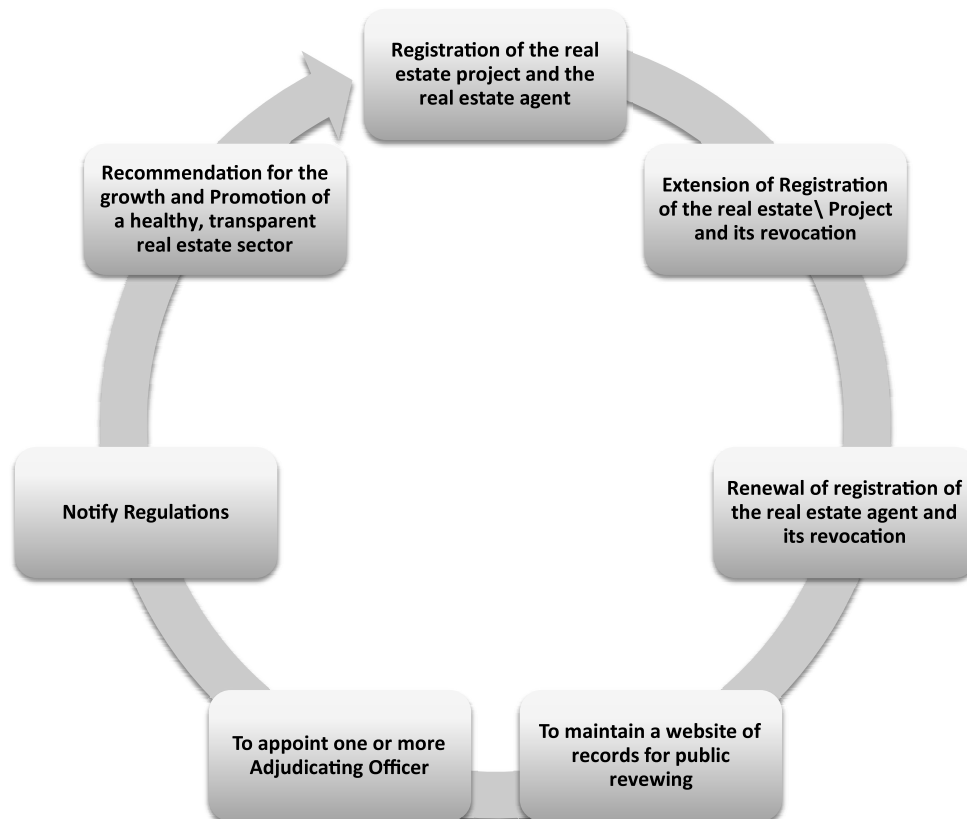 Registration of the real
estate project and the
real estate agent
Extension of Registration
of the real estate\ Project
and its revocation
Renewal of registration of
the real estate agent and
its revocation
To maintain a website of
records for public
revewing
To appoint one or more
Adjudicating Officer
Notify Regulations
Recommendation for the
growth and Promotion of
a healthy, transparent
real estate sector